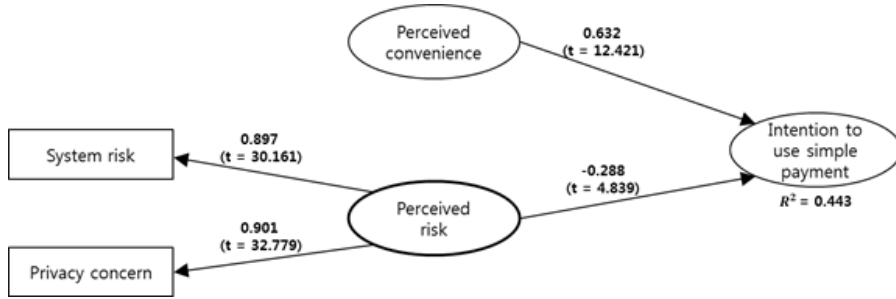 Perceived
convenience
0.632
(t = 12.421)
System risk
0.897
(t = 30.161)
Intention to
use simple
payment
-0.288
(t = 4.839)
R² = 0.443
Perceived
risk
0.901
(t = 32.779)
Privacy concern